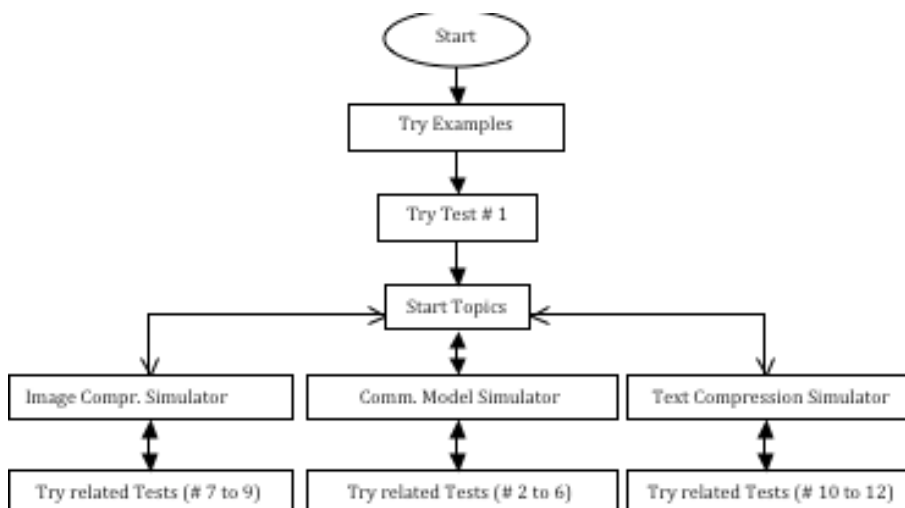 Start
Try Examples
Try Test # 1
Start Topics
Image Compr. Simulator
Comm. Model Simulator
Text Compression Simulator
Try related Tests (# 7 to 9)
Try related Tests (# 2 to 6)
Try related Tests (# 10 to 12)